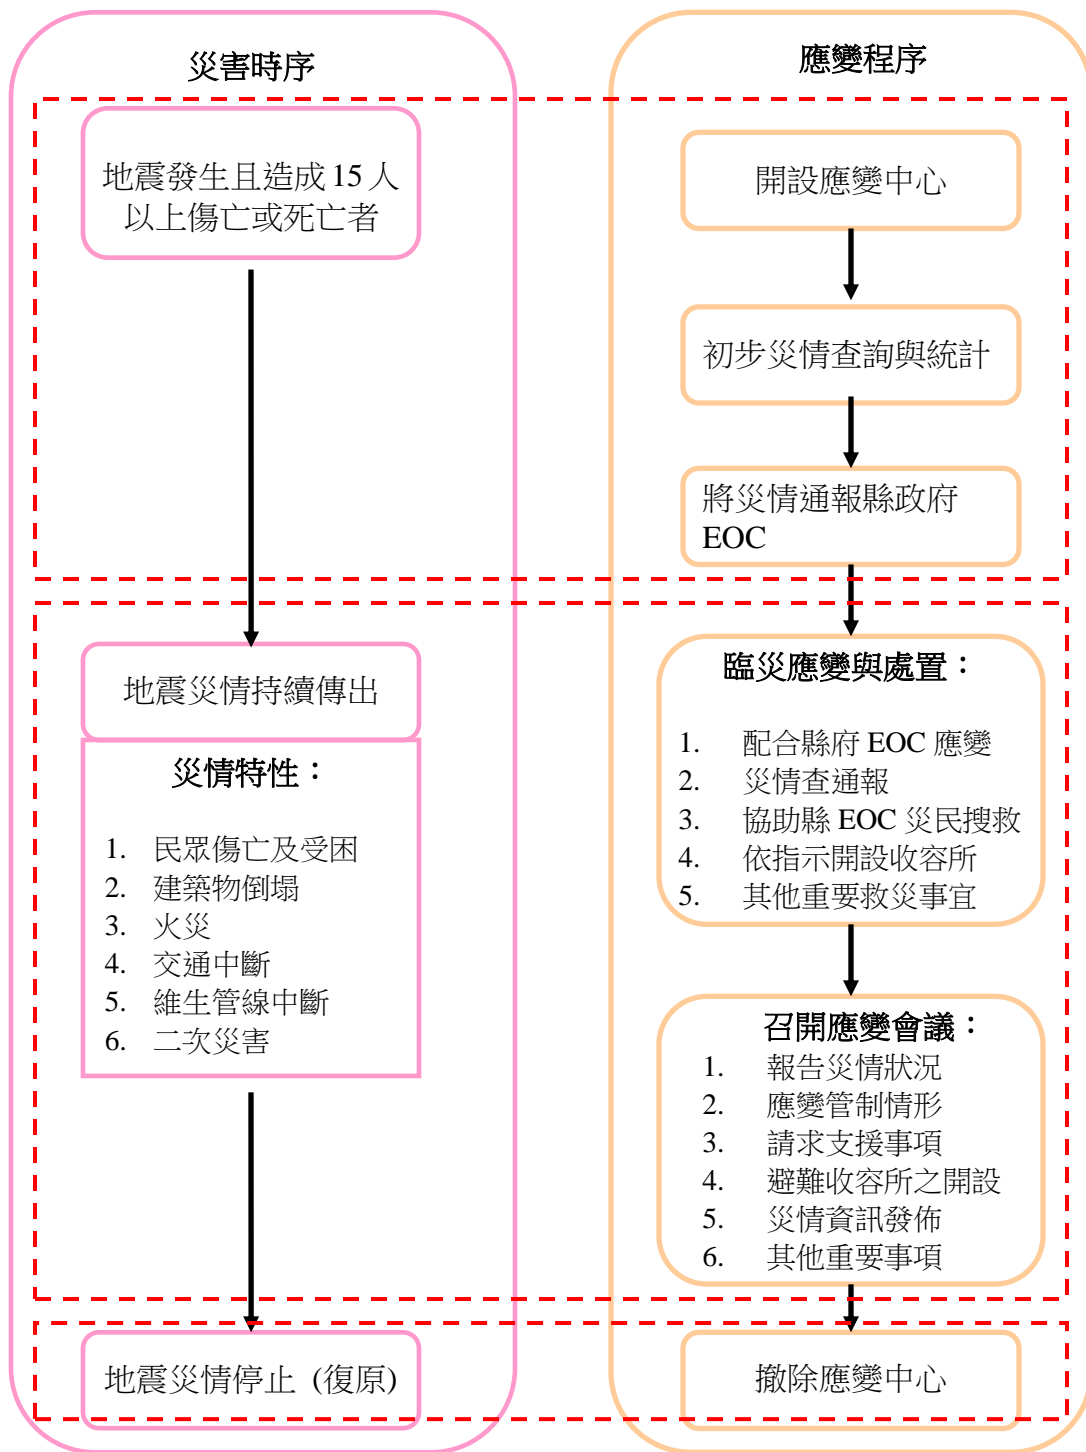 災害時序
地震發生且造成 15 人
以上傷亡或死亡者
地震災情持續傳出
災情特性：
1. 民眾傷亡及受困
2. 建築物倒塌
3. 火災
4. 交通中斷
5. 維生管線中斷
6. 二次災害
地震災情停止 (復原)
應變程序
開設應變中心
初步災情查詢與統計
將災情通報縣政府
EOC
臨災應變與處置：
1. 配合縣府 EOC 應變
2. 災情查通報
3. 協助縣 EOC 災民搜救
4. 依指示開設收容所
5. 其他重要救災事宜
召開應變會議：
1. 報告災情狀況
2. 應變管制情形
3. 請求支援事項
4. 避難收容所之開設
5. 災情資訊發佈
6. 其他重要事項
撤除應變中心